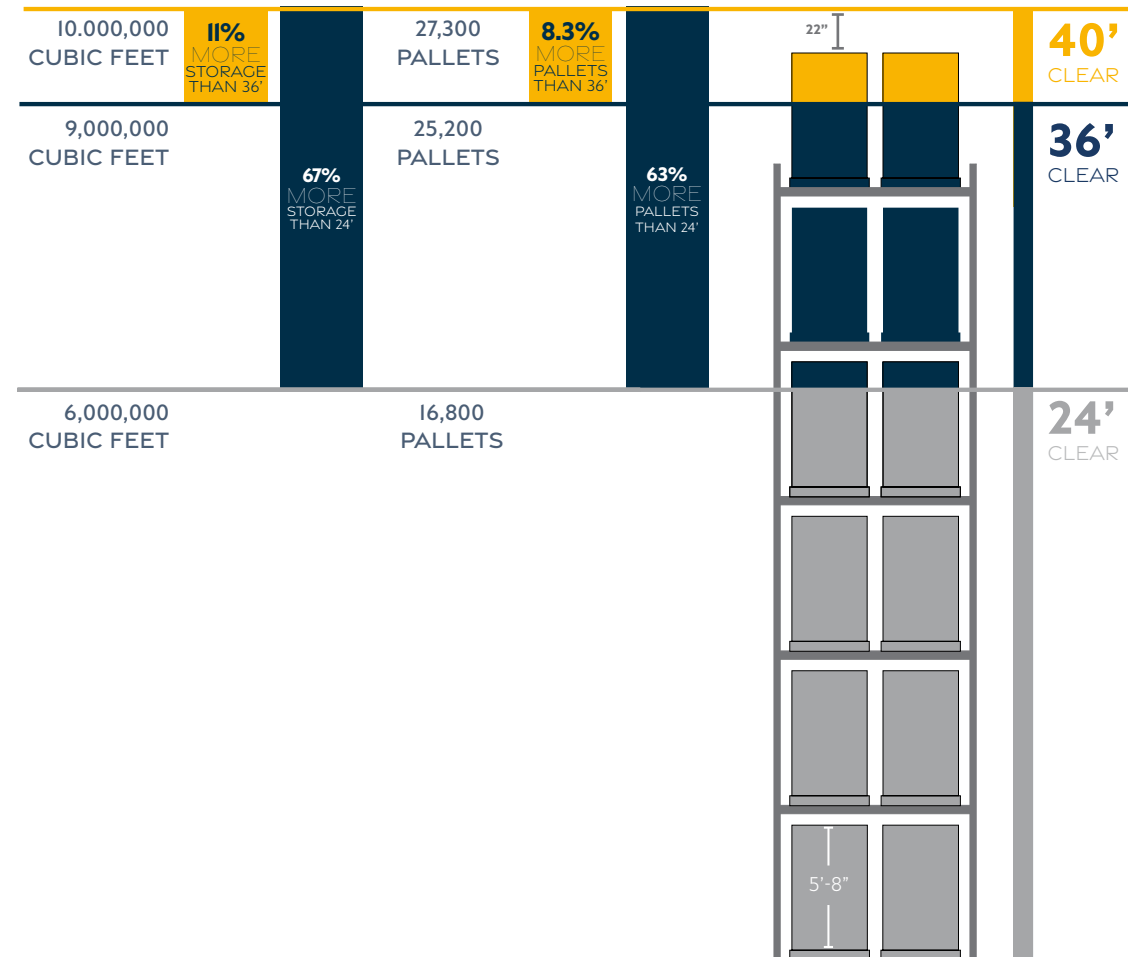 10.000,000
CUBIC FEET
11%
MORE
STORAGE
THAN 36'
27,300
PALLETS
8.3%
MORE
PALLETS
THAN 36'
22”
40’
CLEAR
9,000,000
CUBIC FEET
67%
MORE
STORAGE
THAN 24'
25,200
PALLETS
63%
MORE
PALLETS
THAN 24'
36’
CLEAR
6,000,000
CUBIC FEET
16,800
PALLETS
24’
CLEAR
5’-8”